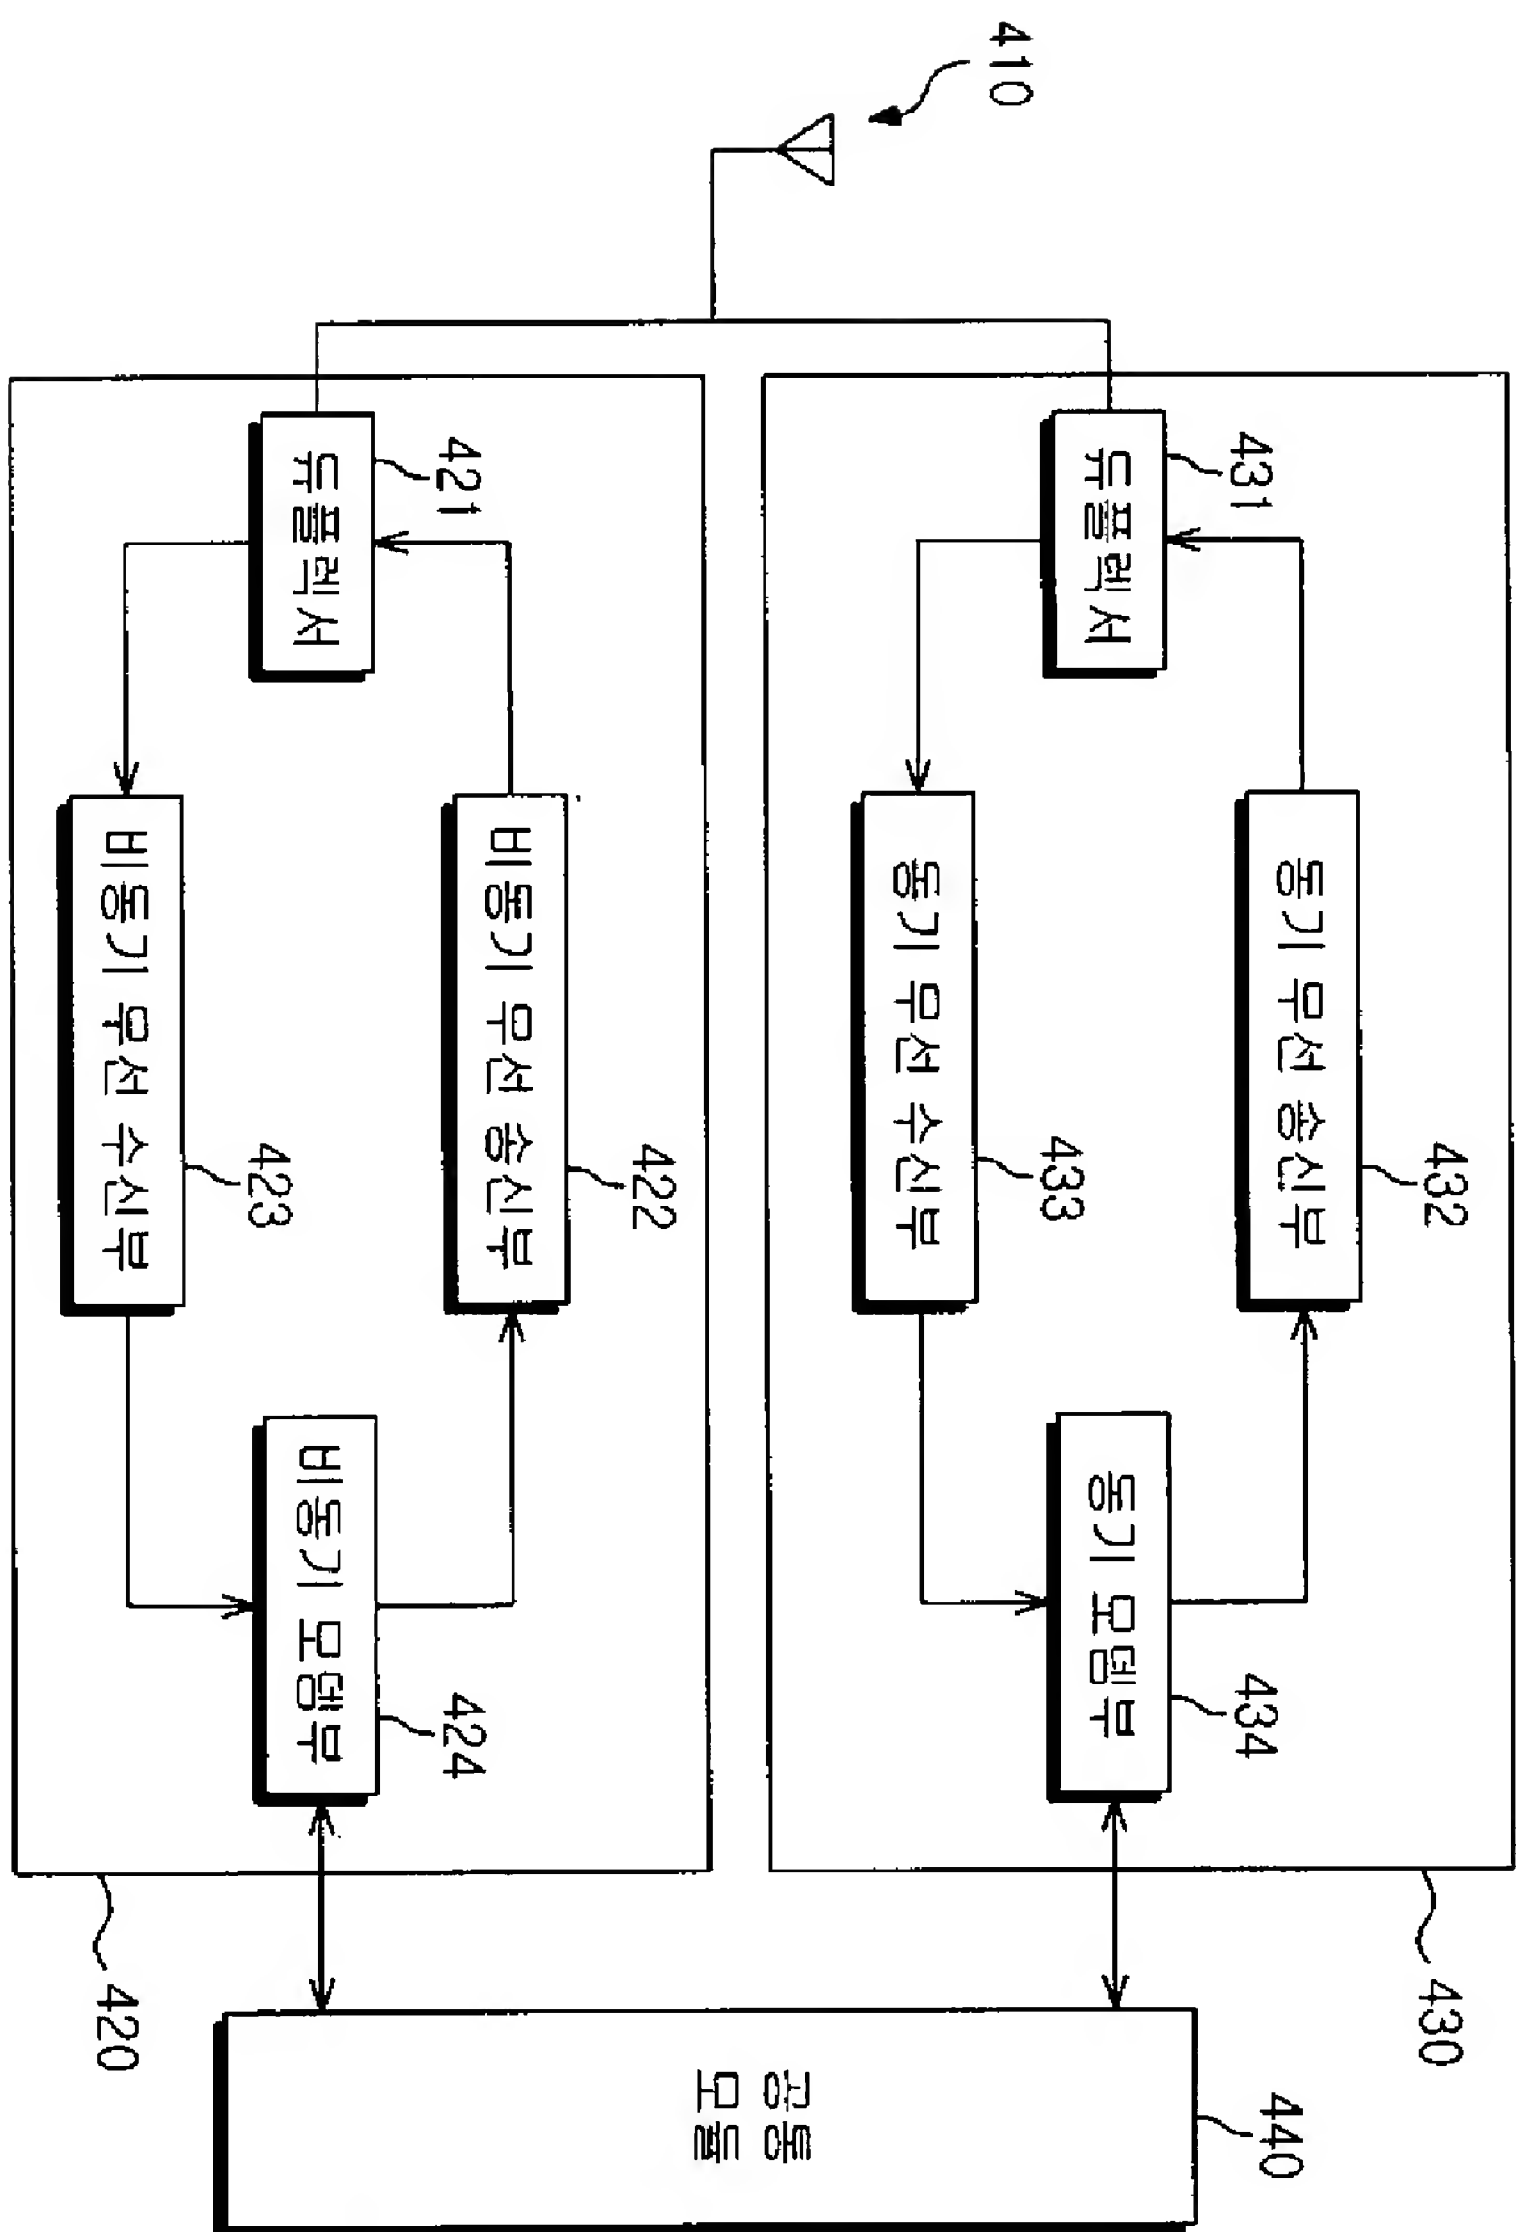 432
430
동기 무선 송신부
431
434
440
듀플렉서
동기 모뎀부
433
410
동기 무선 수신부
공동
모듈
422
비동기 무선 송신부
421
424
듀플렉서
비동기 모뎀부
423
비동기 무선 수신부
420